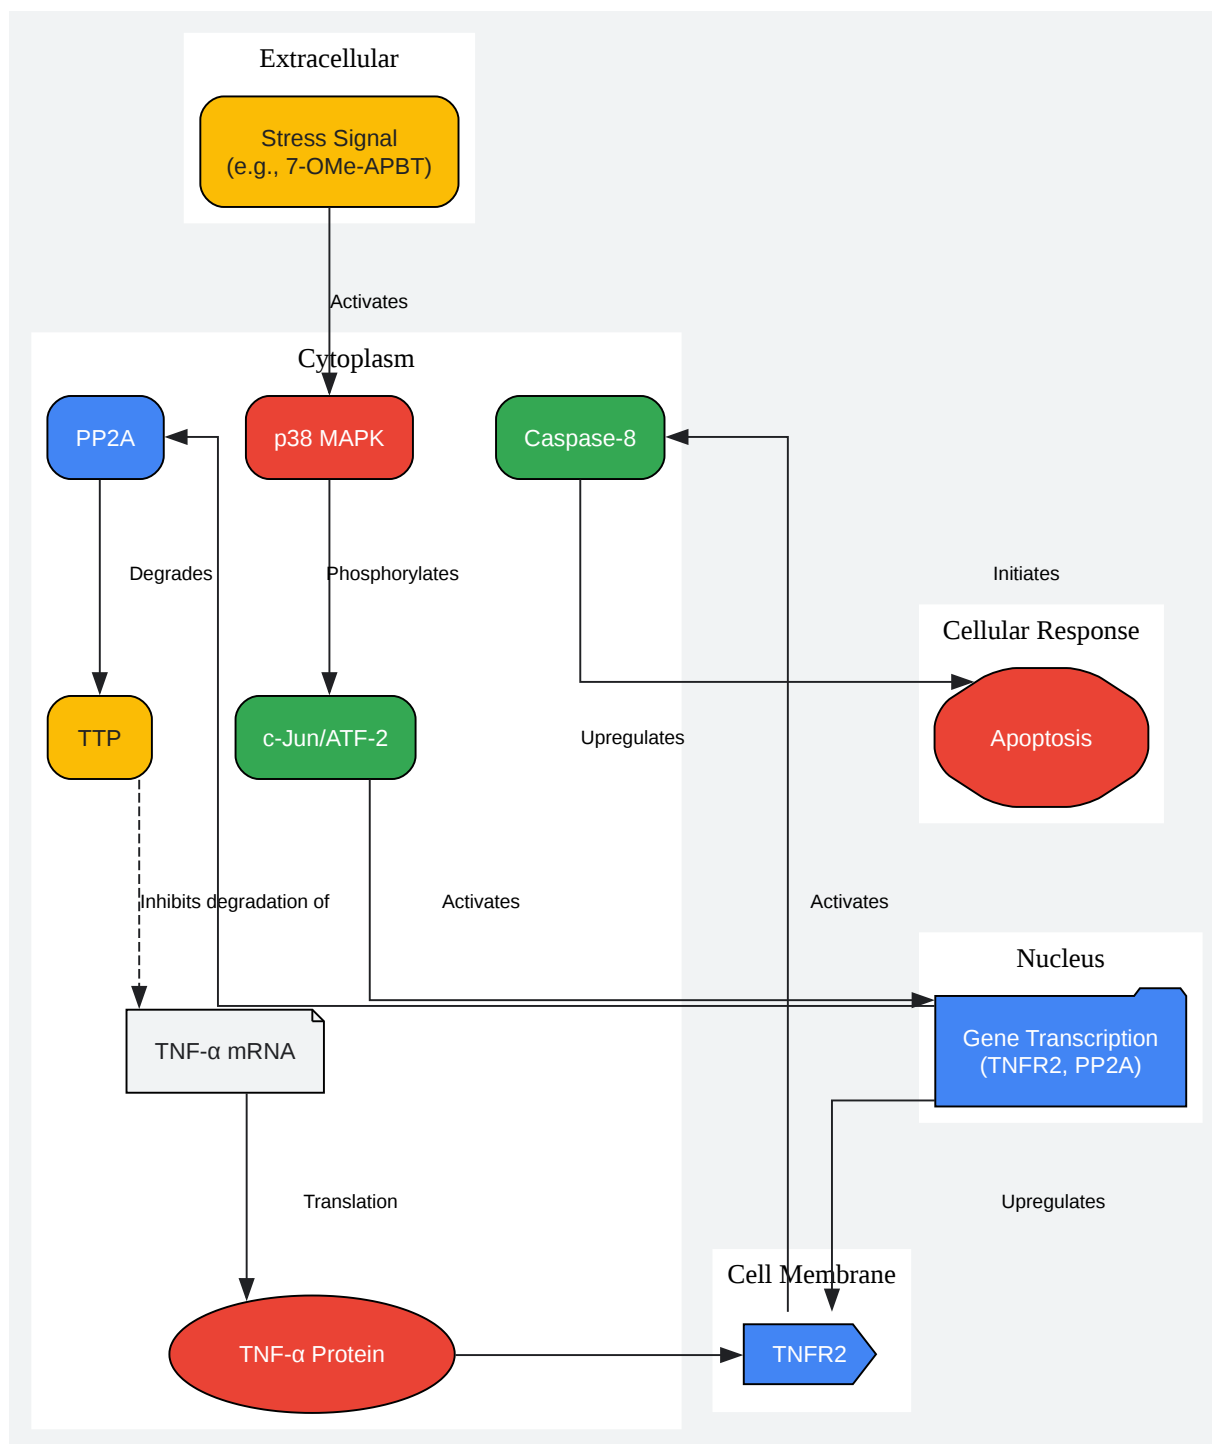 Extracellular
Stress Signal
(e.g., 7-OMe-APBT)
Activates
Cytoplasm
PP2A
p38 MAPK
Caspase-8
Degrades
Phosphorylates
Initiates
Cellular Response
TTP
c-Jun/ATF-2
Upregulates
Apoptosis
Inhibits degradation of
Activates
Activates
Nucleus
Gene Transcription
(TNFR2, PP2A)
TNF-α mRNA
Translation
Upregulates
Cell Membrane
TNF-α Protein
TNFR2